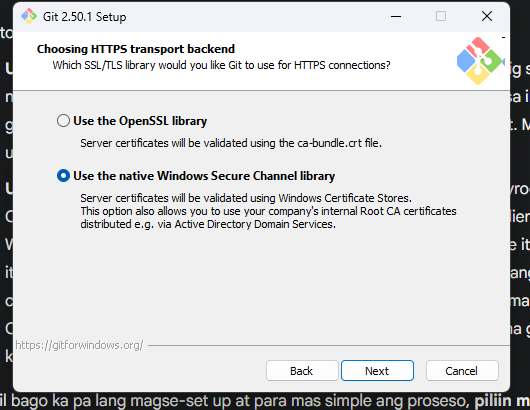 Git 2.50.1 Setup
Choosing HTTPS transport backend
Which SSL/TLS library would you like Git to use for HTTPS connections?
Use the OpenSSL library
Server certificates will be validated using the ca-bundle.crt file.
Use the native Windows Secure Channel library
Server certificates will be validated using Windows Certificate Stores.
This option also allows you to use your company's internal Root CA certificates
distributed e.g. via Active Directory Domain Services.
https://gitforwindows.org/
Back Next Cancel
bago ka pa lang magse-set up at para mas simple ang proseso, piliin